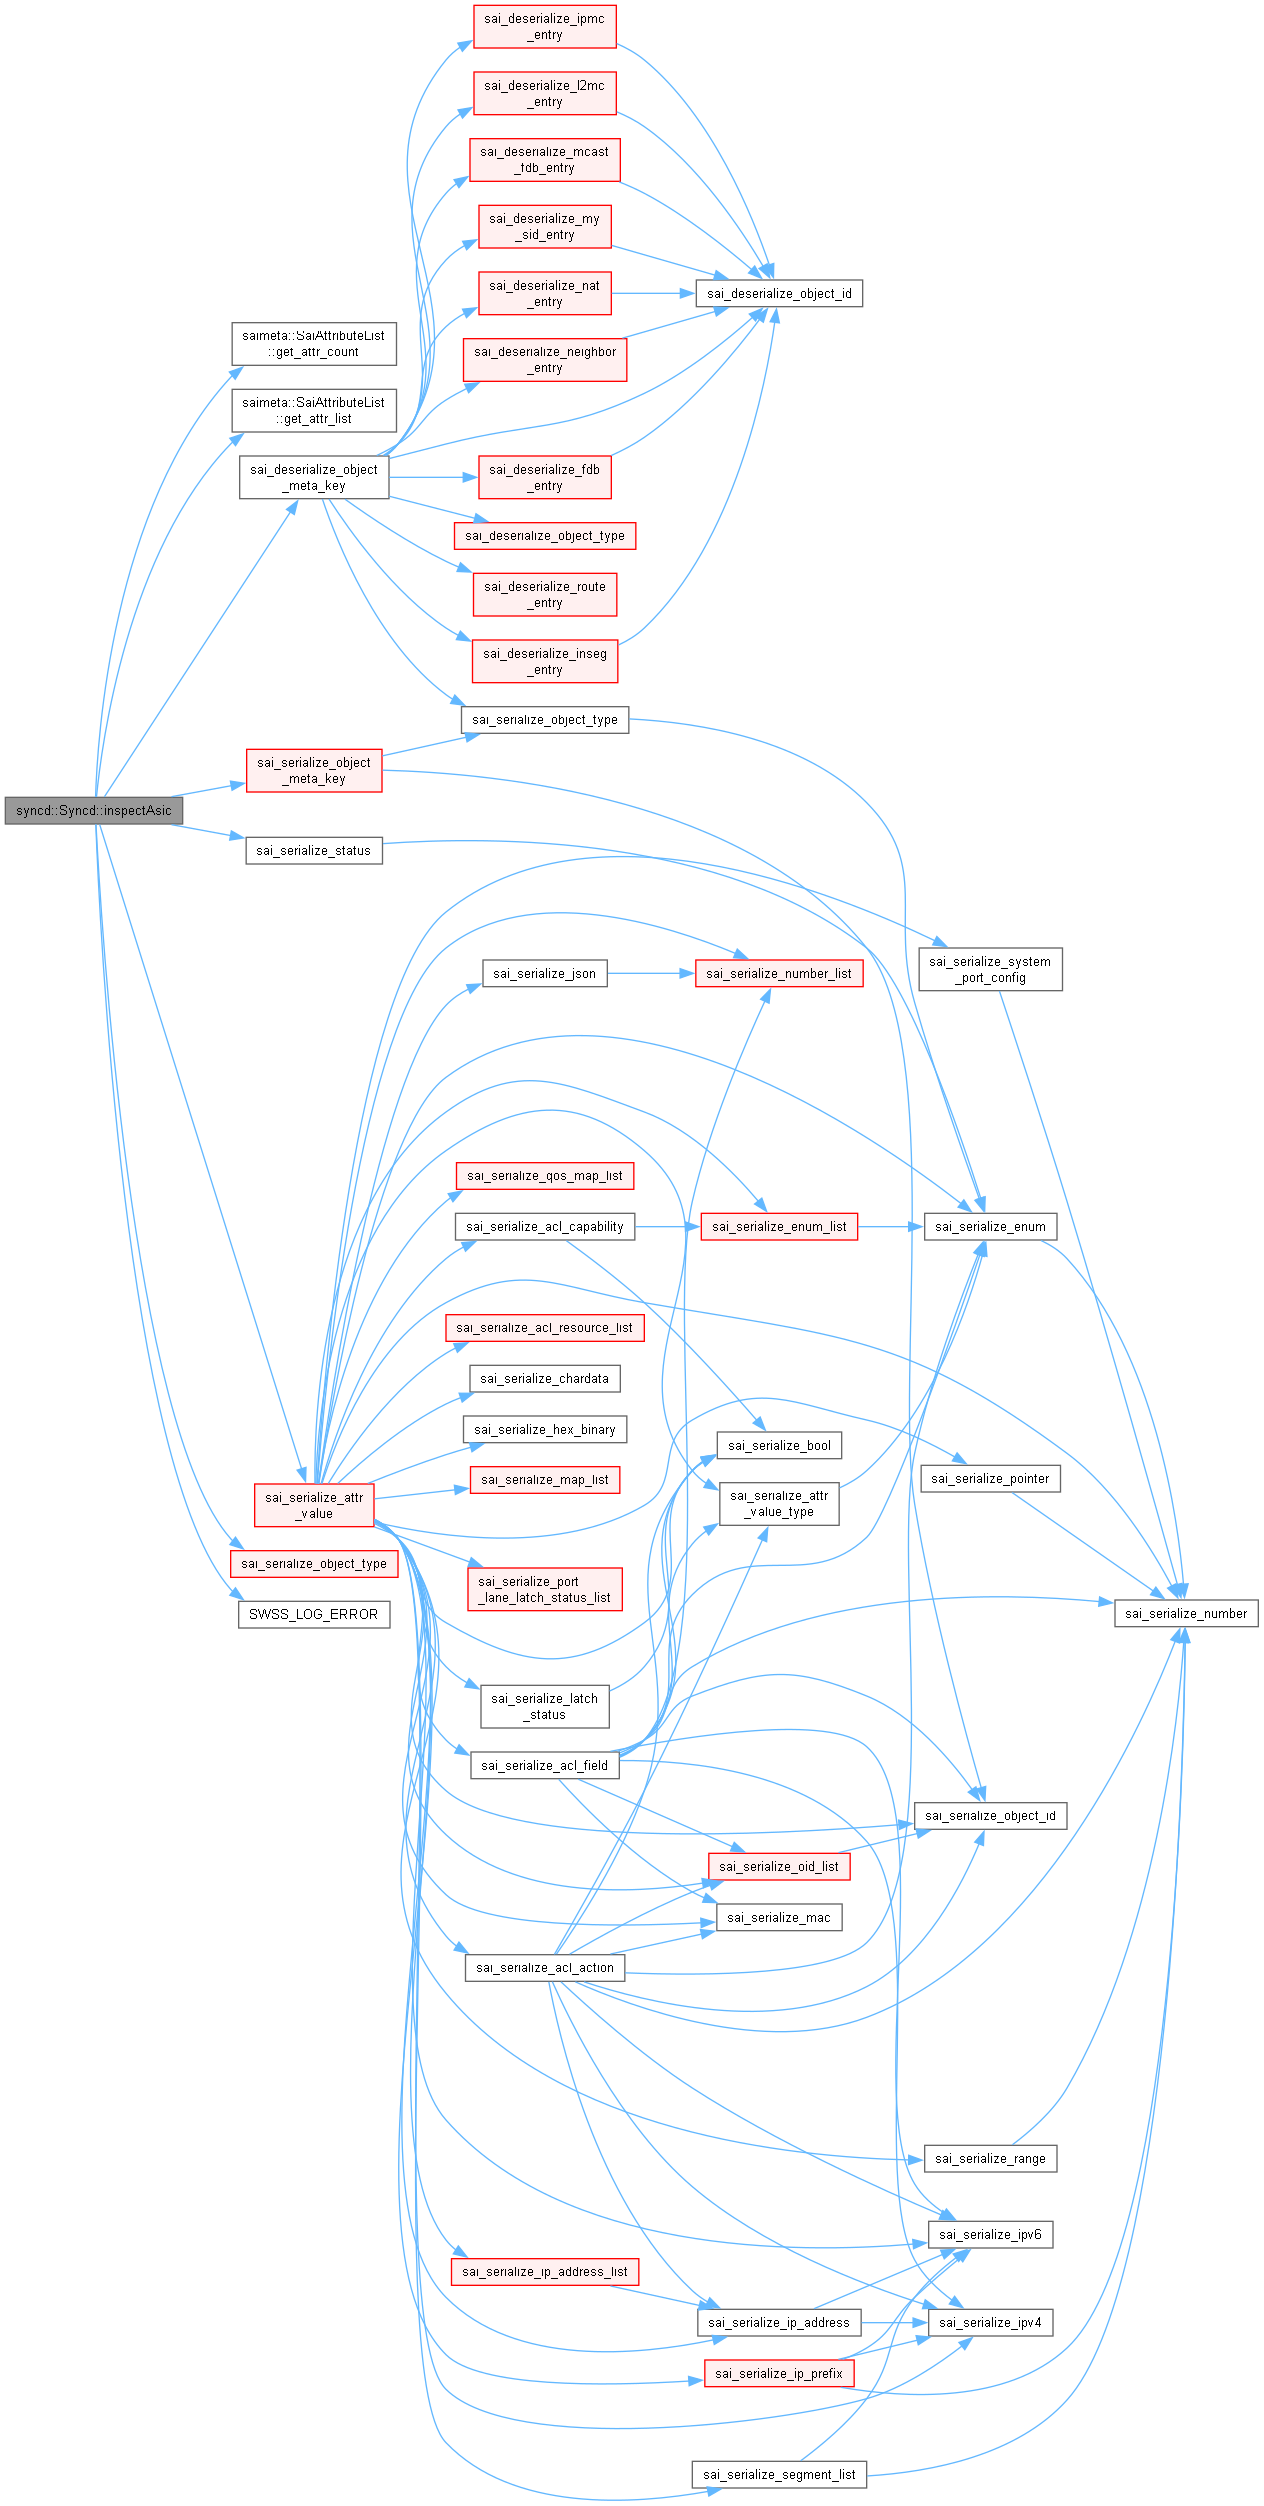 sai_deserialize_ipmc
_entry
sai_deserialize_l2mc
_entry
sai_deserialize_mcast
_fdb_entry
sai_deserialize_my
_sid_entry
sai_deserialize_nat
_entry
sai_deserialize_object_id
saimeta::SaiAttributeList
::get_attr_count
sai_deserialize_neighbor
_entry
saimeta::SaiAttributeList
::get_attr_list
sai_deserialize_object
_meta_key
sai_deserialize_fdb
_entry
sai_deserialize_object_type
sai_deserialize_route
_entry
sai_deserialize_inseg
_entry
sai_serialize_object_type
sai_serialize_object
_meta_key
syncd::Syncd::inspectAsic
sai_serialize_status
sai_serialize_json
sai_serialize_number_list
sai_serialize_system
_port_config
sai_serialize_qos_map_list
sai_serialize_acl_capability
sai_serialize_enum_list
sai_serialize_enum
sai_serialize_acl_resource_list
sai_serialize_chardata
sai_serialize_hex_binary
sai_serialize_bool
sai_serialize_map_list
sai_serialize_pointer
sai_serialize_attr
_value
sai_serialize_attr
_value_type
sai_serialize_object_type
sai_serialize_port
_lane_latch_status_list
SWSS_LOG_ERROR
sai_serialize_number
sai_serialize_latch
_status
sai_serialize_acl_field
sai_serialize_object_id
sai_serialize_oid_list
sai_serialize_mac
sai_serialize_acl_action
sai_serialize_range
sai_serialize_ipv6
sai_serialize_ip_address_list
sai_serialize_ip_address
sai_serialize_ipv4
sai_serialize_ip_prefix
sai_serialize_segment_list